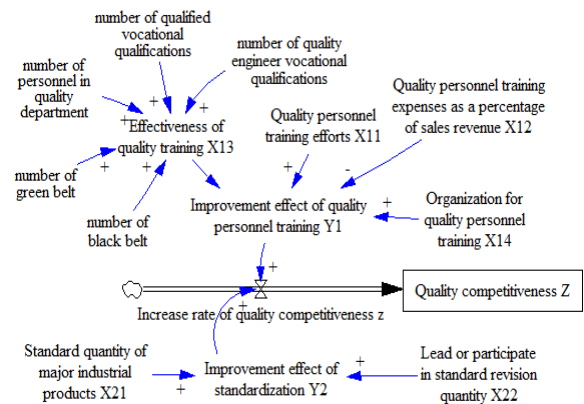 number of qualified
vocational
qualifications
number of quality
engineer vocational
qualifications
number of
personnel in
quality
department
Quality personnel
training efforts X11
Quality personnel training
expenses as a percentage
of sales revenue X12
+
+
+
Effectiveness of
quality training X13
+
+
+
-
number of
green belt
number of
black belt
Improvement effect of quality
personnel training Y1
+
Organization for
quality personnel
training X14
+
Quality competitiveness Z
+
Increase rate of quality competitiveness z
Standard quantity of
major industrial
products X21
+
Improvement effect of
standardization Y2
+
Lead or participate
in standard revision
quantity X22